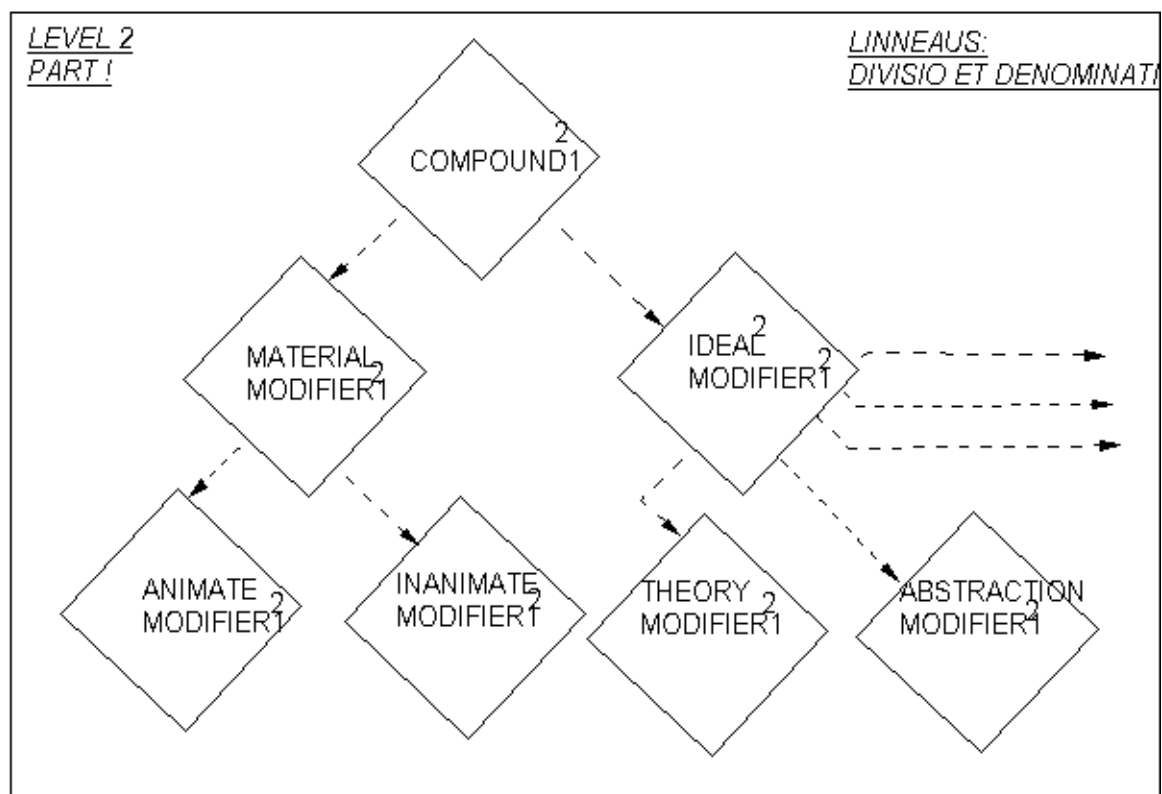 LEVEL 2
PART !
LINNEAUS:
DIVISIO ET DENOMINATI
2
COMPOUND1
2
IDEAL 2
MODIFIER1
MATERIAL
2
MODIFIER1
ANIMATE
2
MODIFIER1
INANIMATE
2
MODIFIER1
THEORY
2
MODIFIER1
ABSTRACTION
2
MODIFIER1